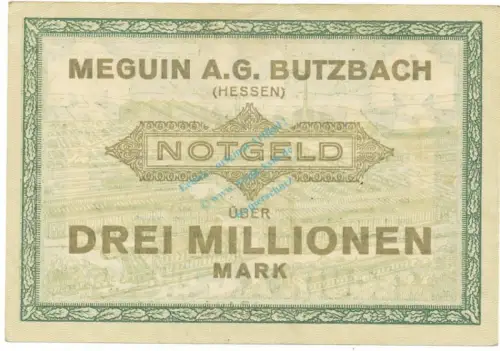 MEGUIN A.G. BUTZBACH
(HESSEN)
NOTGELD
ÜBER
DREI MILLIONEN
MARK